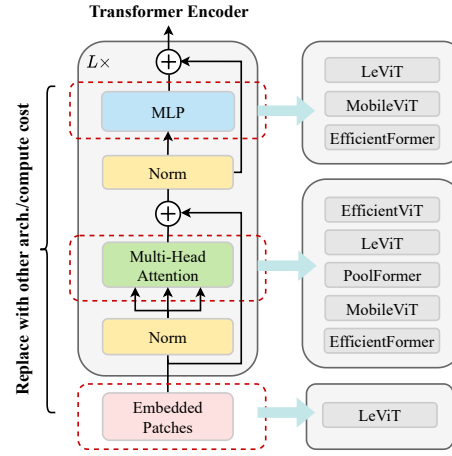 Transformer Encoder
L×
MLP
Norm
Multi-Head
Attention
Norm
Embedded
Patches
Replace with other arch./compute cost
LeViT
MobileViT
EfficientFormer
EfficientViT
LeViT
PoolFormer
MobileViT
EfficientFormer
LeViT